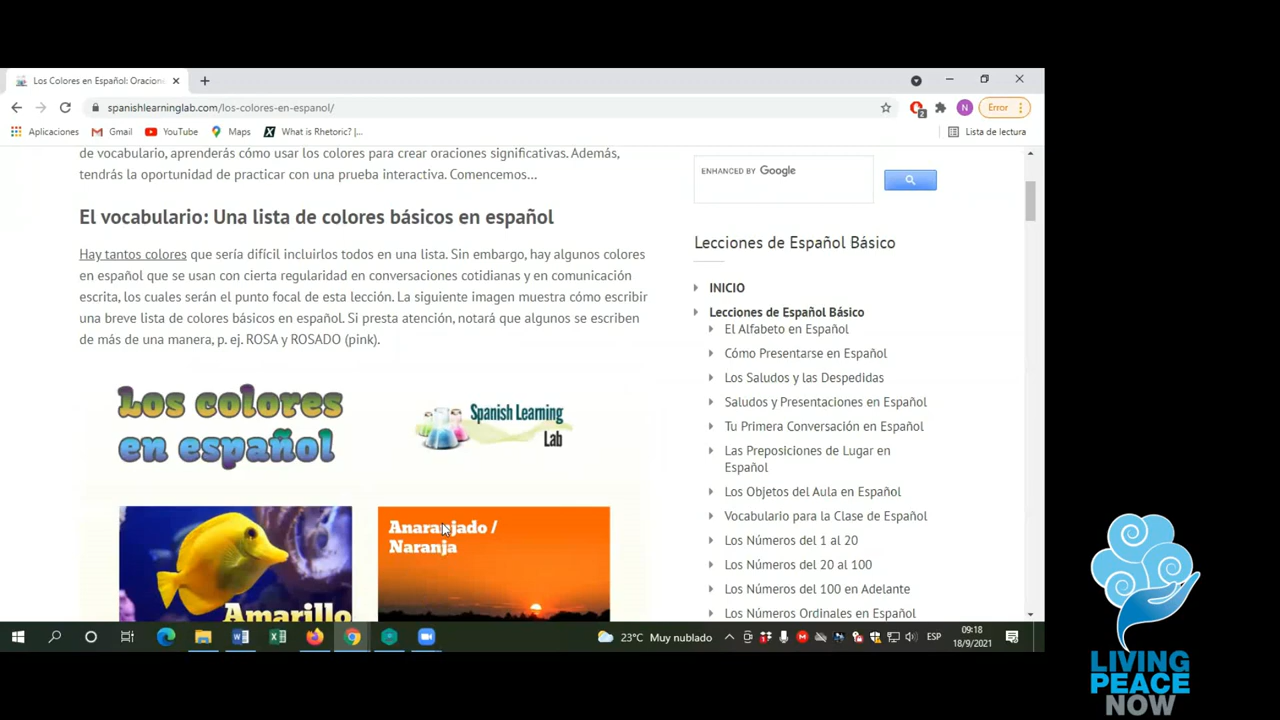 Los Colores en Español: Oracion
spanishlearninglab.com/los-colores-en-espanol/
Error
Aplicaciones
Gmail
YouTube
Maps
What is Rhetoric? |...
Lista de lectura
de vocabulario, aprenderás cómo usar los colores para crear oraciones significativas. Además,
tendrás la oportunidad de practicar con una prueba interactiva. Comencemos...
El vocabulario: Una lista de colores básicos en español
Hay tantos colores que sería difícil incluirlos todos en una lista. Sin embargo, hay algunos colores
en español que se usan con cierta regularidad en conversaciones cotidianas y en comunicación
escrita, los cuales serán el punto focal de esta lección. La siguiente imagen muestra cómo escribir
una breve lista de colores básicos en español. Si presta atención, notará que algunos se escriben
de más de una manera, p. ej. ROSA y ROSADO (pink).
Los colores
en español
Spanish Learning
Lab
Amarillo
Anaranjado /
Naranja
ENHANCED BY Google
Lecciones de Español Básico
INICIO
Lecciones de Español Básico
El Alfabeto en Español
Cómo Presentarse en Español
Los Saludos y las Despedidas
Saludos y Presentaciones en Español
Tu Primera Conversación en Español
Las Preposiciones de Lugar en
Español
Los Objetos del Aula en Español
Vocabulario para la Clase de Español
Los Números del 1 al 20
Los Números del 20 al 100
Los Números del 100 en Adelante
Los Números Ordinales en Español
23°C Muy nublado
ESP
09:18
18/9/2021
LIVING
PEACE
NOW